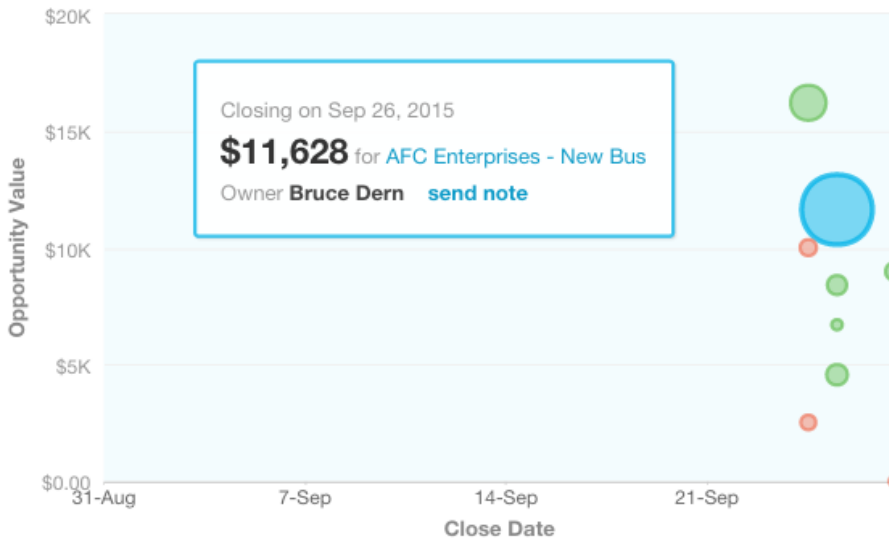 $20K
Closing on Sep 26, 2015
$15K
$11,628 for AFC Enterprises - New Bus
Owner Bruce Dern send note
$10K
Opportunity Value
$5K
$0.00
31-Aug 7-Sep 14-Sep 21-Sep
Close Date